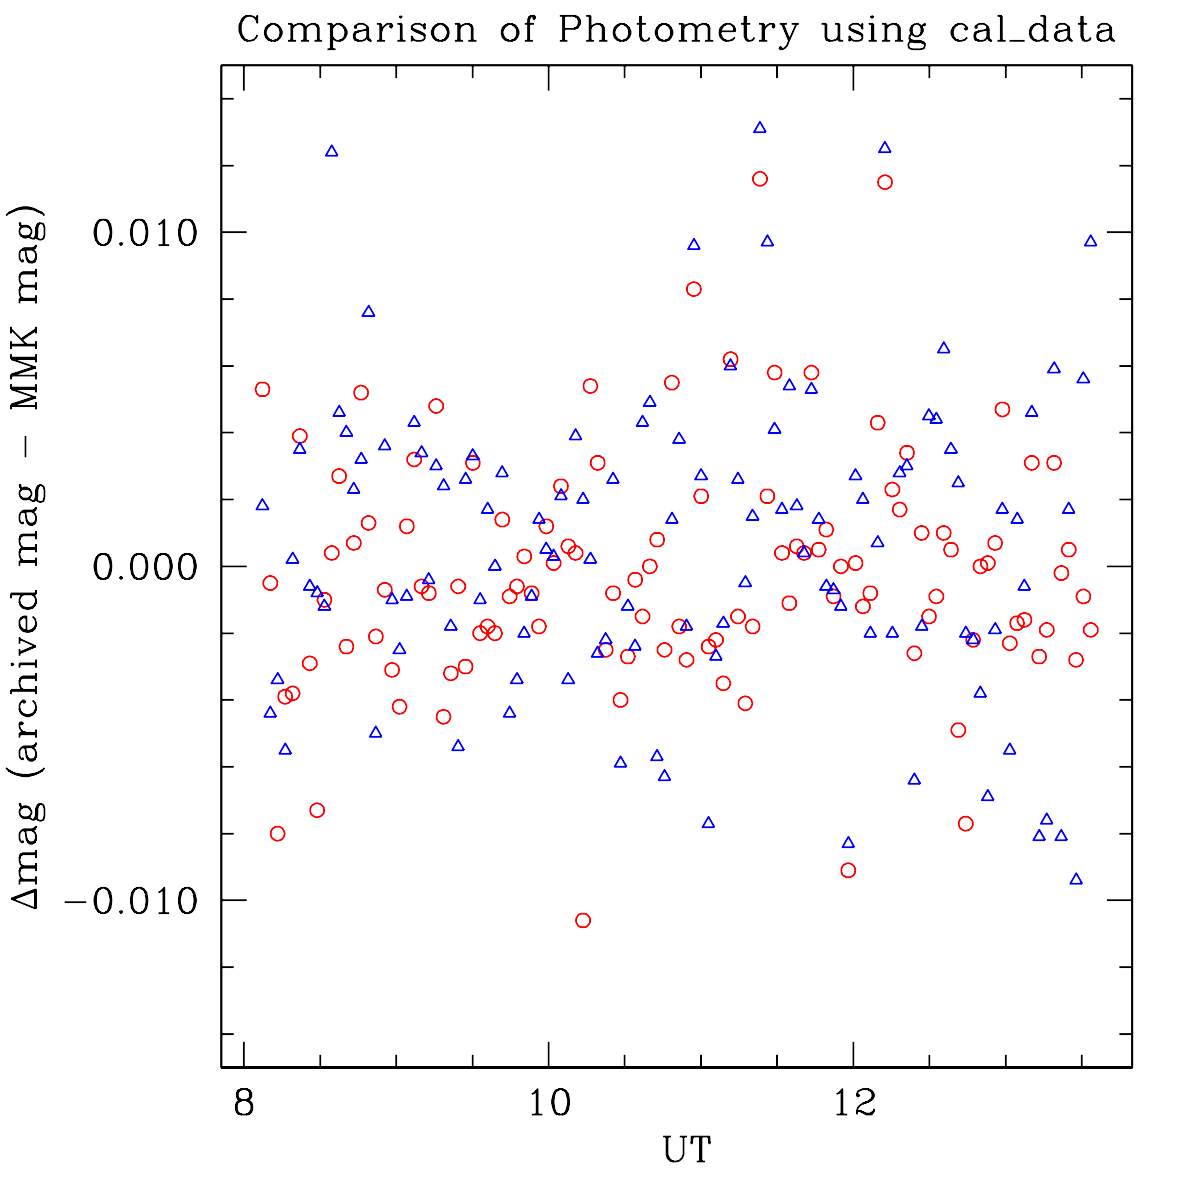 Comparison of Photometry using cal_data
Δmag (archived mag − MMK mag)
0.010
0.000
−0.010
8 10 12
UT